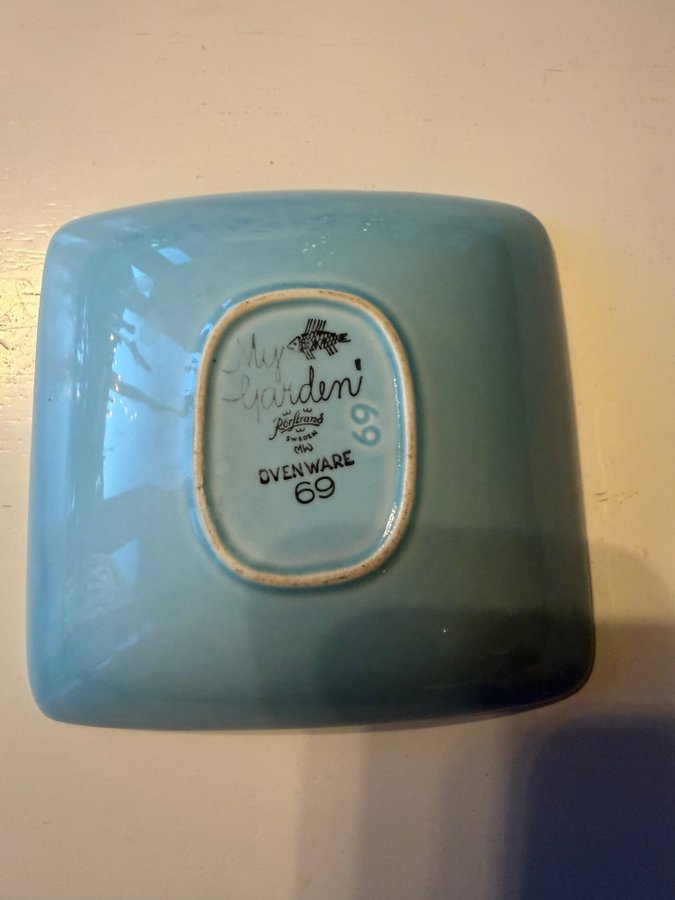 My
Garden'
Rörstrand
SWEDEN
MW
OVENWARE
69
69